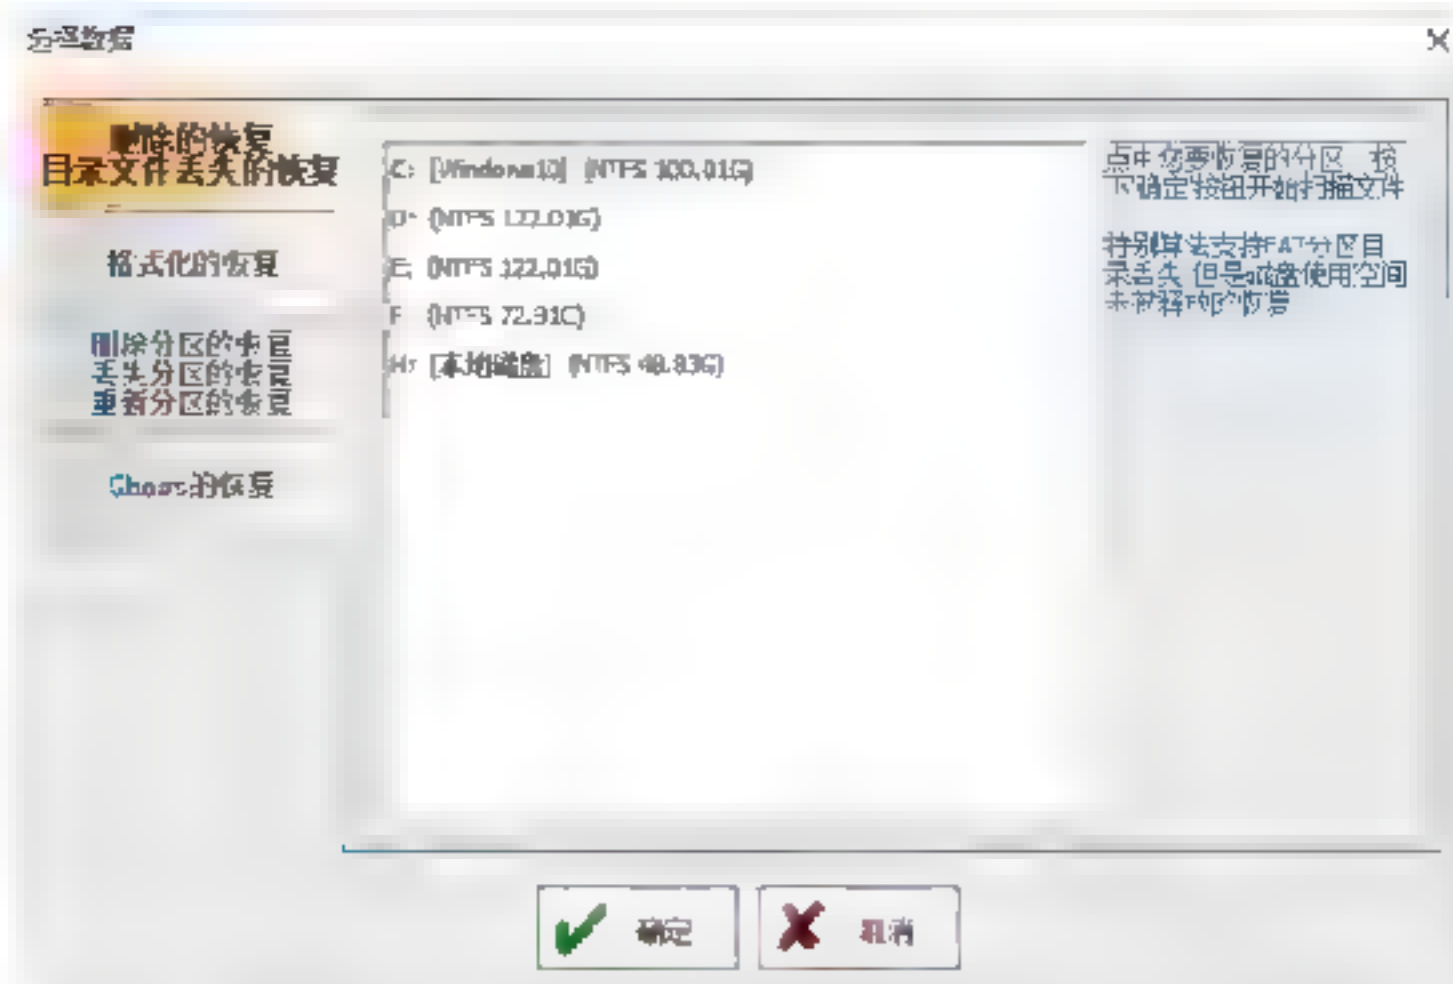 删除的恢复
目录文件丢失的恢复
格式化的恢复
删除分区的恢复
丢失分区的恢复
重新分区的恢复
Ghost的恢复
C: [Windows10] (NTFS 100.01G)
D: (NTFS 122.01G)
E: (NTFS 122.01G)
F: (NTFS 72.91G)
H: [本地磁盘] (NTFS 48.83G)
点中您要恢复的分区 按
下确定按钮开始扫描文件
特别算法支持FAT分区目
录丢失 但是磁盘使用空间
未被释放的恢复
确定
取消